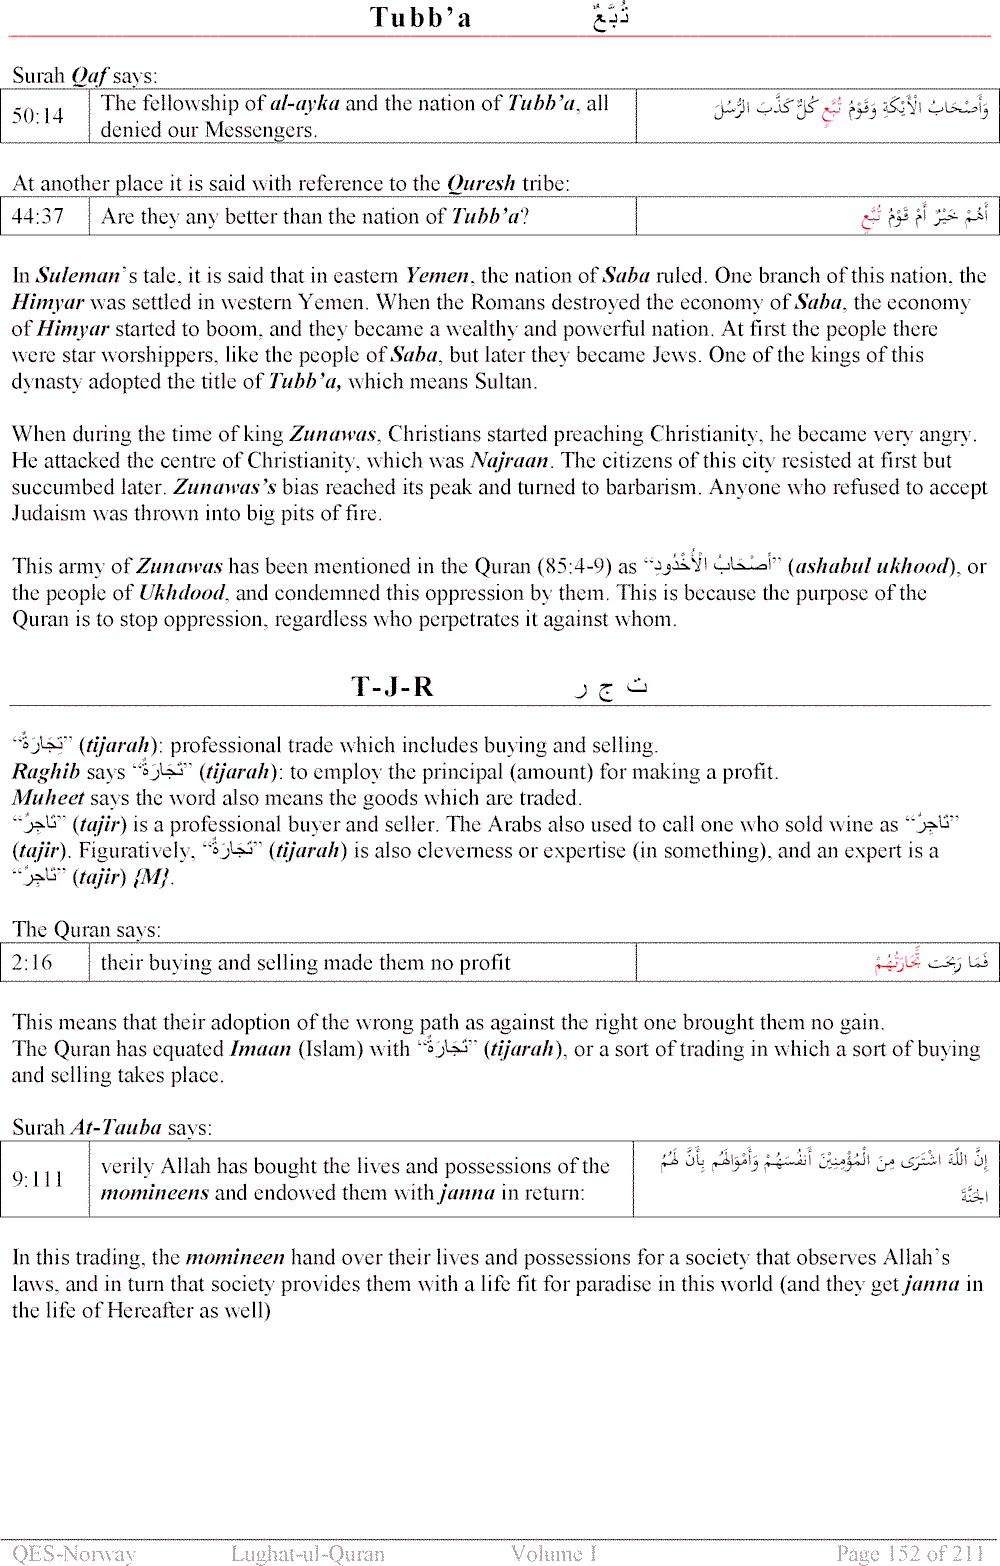 Tubb’a تُبَّعٌ
Surah Qaf says:
50:14 The fellowship of al-ayka and the nation of Tubb’a, all denied our Messengers. وَأَصْحَابُ الْأَيْكَةِ وَقَوْمُ تُبَّعٍ كُلٌّ كَذَّبَ الرُّسُلَ
At another place it is said with reference to the Quresh tribe:
44:37 Are they any better than the nation of Tubb’a? أَهُمْ خَيْرٌ أَمْ قَوْمُ تُبَّعٍ
In Suleman’s tale, it is said that in eastern Yemen, the nation of Saba ruled. One branch of this nation, the
Himyar was settled in western Yemen. When the Romans destroyed the economy of Saba, the economy
of Himyar started to boom, and they became a wealthy and powerful nation. At first the people there
were star worshippers, like the people of Saba, but later they became Jews. One of the kings of this
dynasty adopted the title of Tubb’a, which means Sultan.
When during the time of king Zunawas, Christians started preaching Christianity, he became very angry.
He attacked the centre of Christianity, which was Najraan. The citizens of this city resisted at first but
succumbed later. Zunawas’s bias reached its peak and turned to barbarism. Anyone who refused to accept
Judaism was thrown into big pits of fire.
This army of Zunawas has been mentioned in the Quran (85:4-9) as “أَصْحَابُ الْأُخْدُودِ” (ashabul ukhood), or
the people of Ukhdood, and condemned this oppression by them. This is because the purpose of the
Quran is to stop oppression, regardless who perpetrates it against whom.
T-J-R ت ج ر
“تِجَارَةٌ” (tijarah): professional trade which includes buying and selling.
Raghib says “تَجَارَةٌ” (tijarah): to employ the principal (amount) for making a profit.
Muheet says the word also means the goods which are traded.
“تَاجِرٌ” (tajir) is a professional buyer and seller. The Arabs also used to call one who sold wine as “تَاجِرٌ”
(tajir). Figuratively, “تَجَارَةٌ” (tijarah) is also cleverness or expertise (in something), and an expert is a
“تَاجِرٌ” (tajir) {M}.
The Quran says:
2:16 their buying and selling made them no profit فَمَا رَبِحَت تِّجَارَتُهُمْ
This means that their adoption of the wrong path as against the right one brought them no gain.
The Quran has equated Imaan (Islam) with “تَجَارَةٌ” (tijarah), or a sort of trading in which a sort of buying
and selling takes place.
Surah At-Tauba says:
9:111 verily Allah has bought the lives and possessions of the momineens and endowed them with janna in return: إِنَّ اللَّهَ اشْتَرَى مِنَ الْمُؤْمِنِيْنَ أَنفُسَهُمْ وَأَمْوَالَهُم بِأَنَّ لَهُمُ الْجَنَّةَ
In this trading, the momineen hand over their lives and possessions for a society that observes Allah’s
laws, and in turn that society provides them with a life fit for paradise in this world (and they get janna in
the life of Hereafter as well)
QES-Norway Lughat-ul-Quran Volume I Page 152 of 211